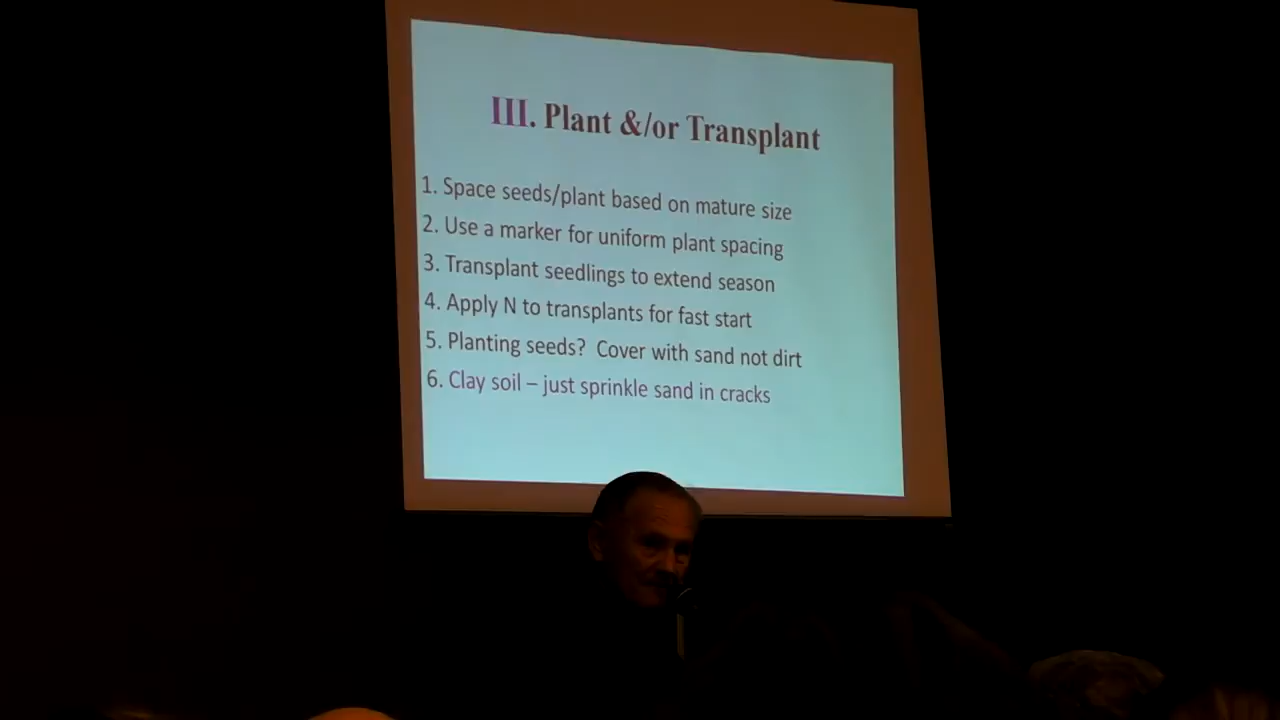 III. Plant &/or Transplant
1. Space seeds/plant based on mature size
2. Use a marker for uniform plant spacing
3. Transplant seedlings to extend season
4. Apply N to transplants for fast start
5. Planting seeds? Cover with sand not dirt
6. Clay soil – just sprinkle sand in cracks